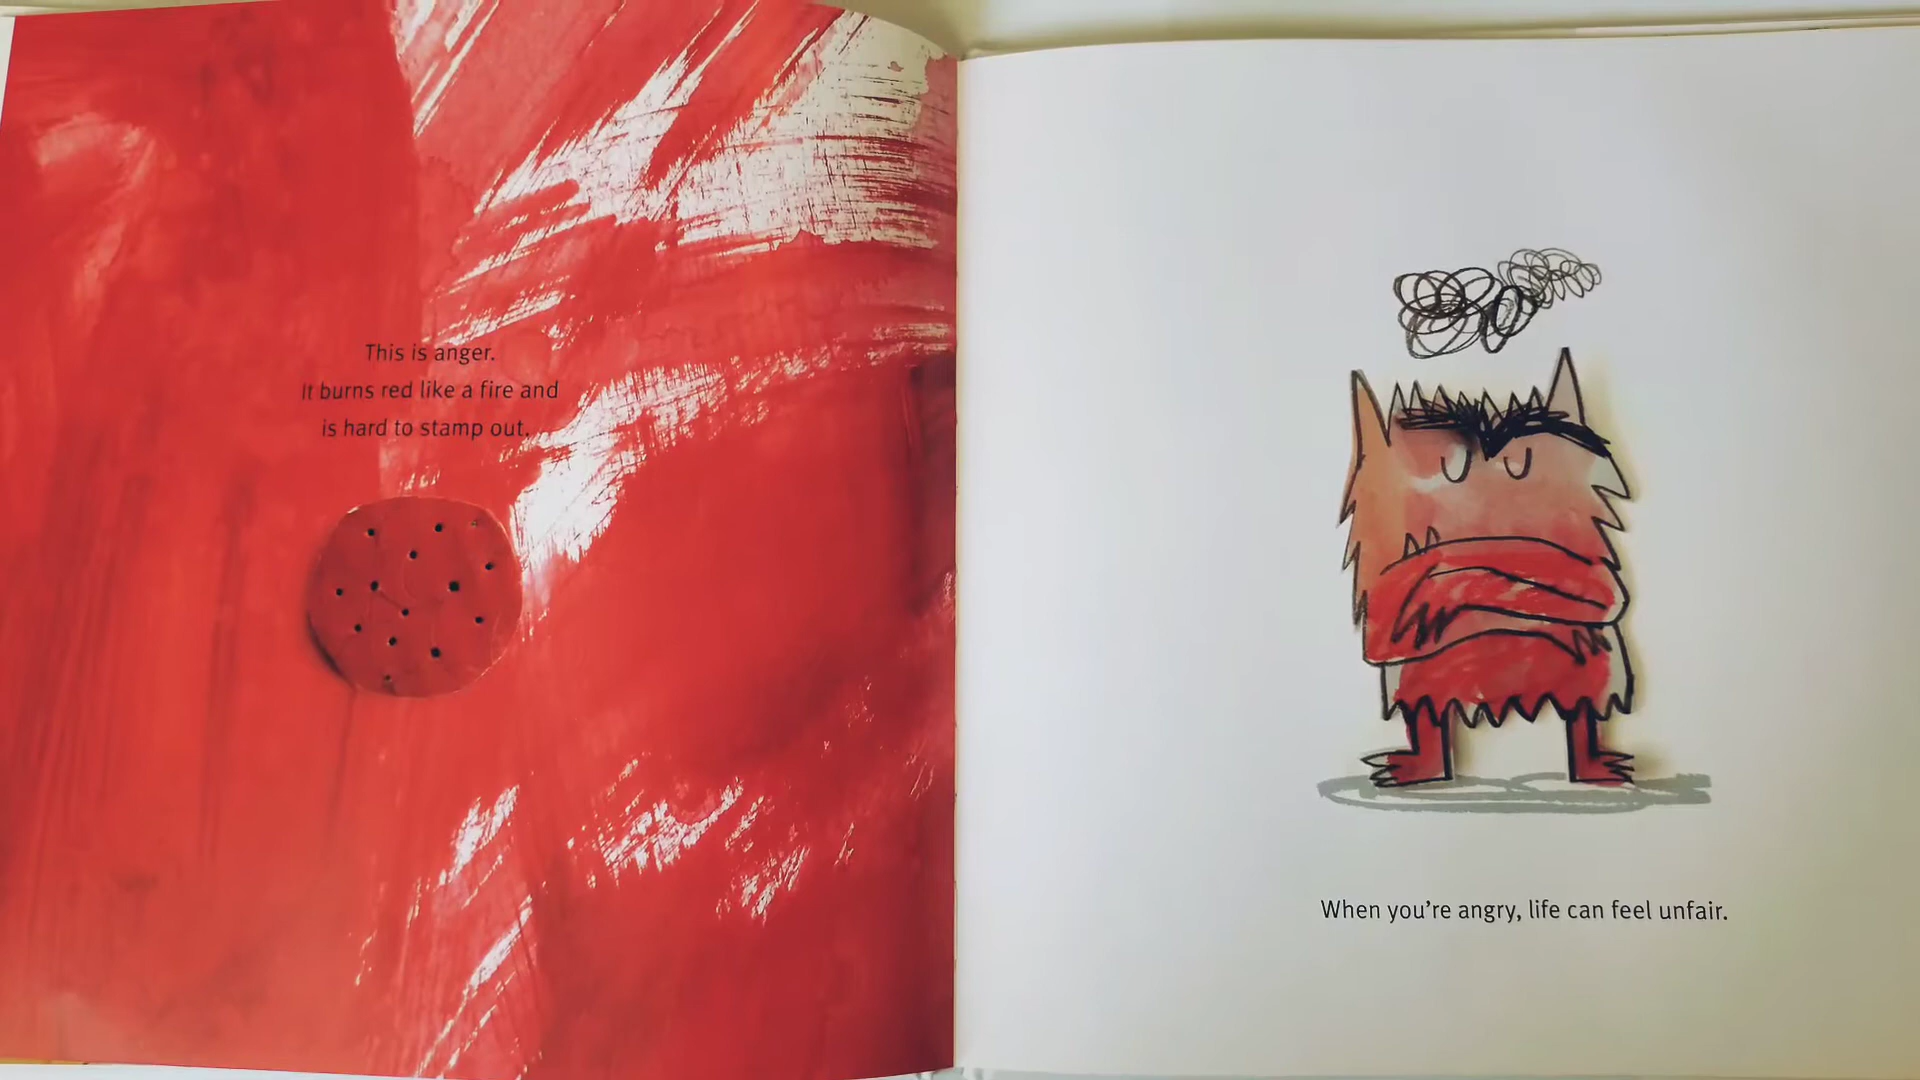 This is anger.
It burns red like a fire and
is hard to stamp out.
When you're angry, life can feel unfair.